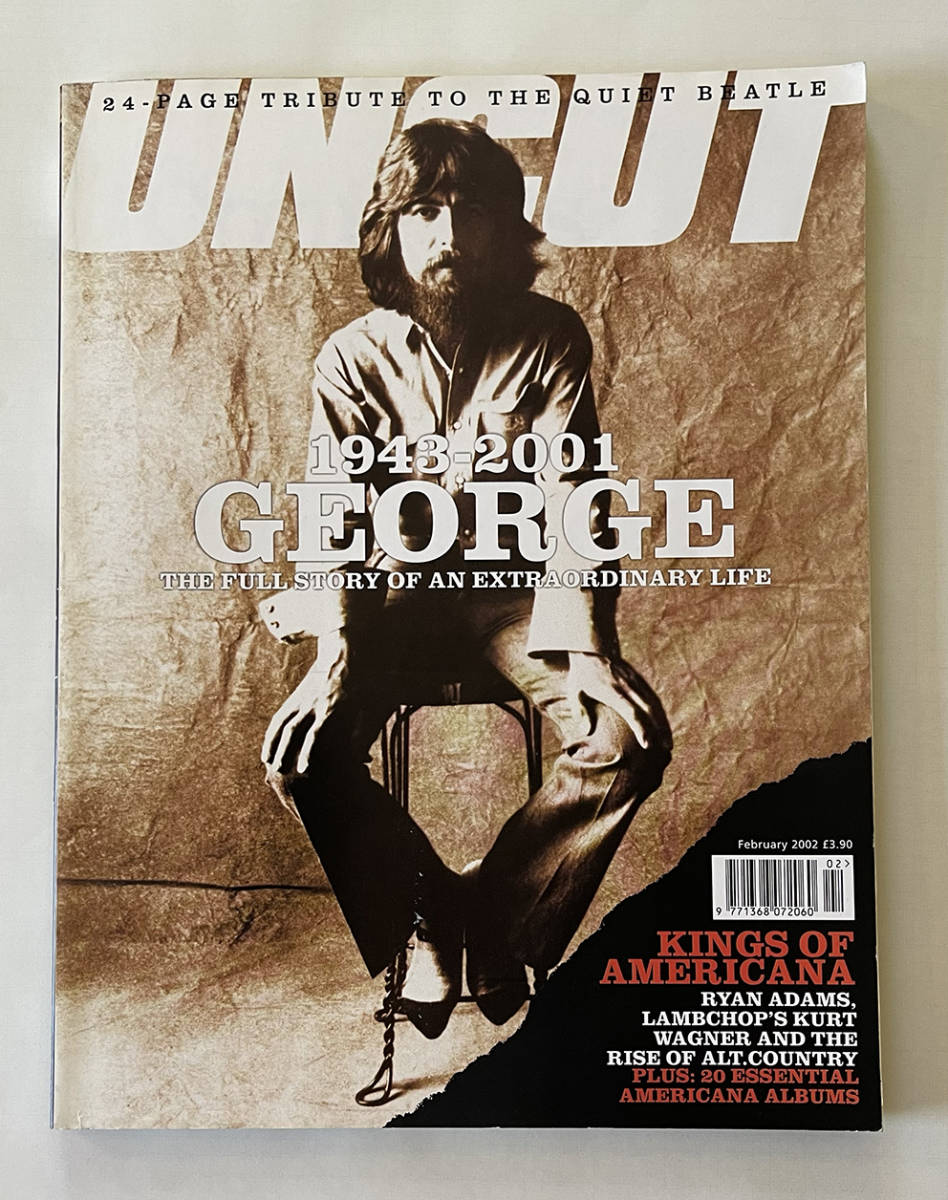 24-PAGE TRIBUTE TO THE QUIET BEATLE
UNCUT
1943-2001
GEORGE
THE FULL STORY OF AN EXTRAORDINARY LIFE
February 2002 £3.90
02>
9 771368 072060
KINGS OF
AMERICANA
RYAN ADAMS,
LAMBCHOP'S KURT
WAGNER AND THE
RISE OF ALT.COUNTRY
PLUS: 20 ESSENTIAL
AMERICANA ALBUMS